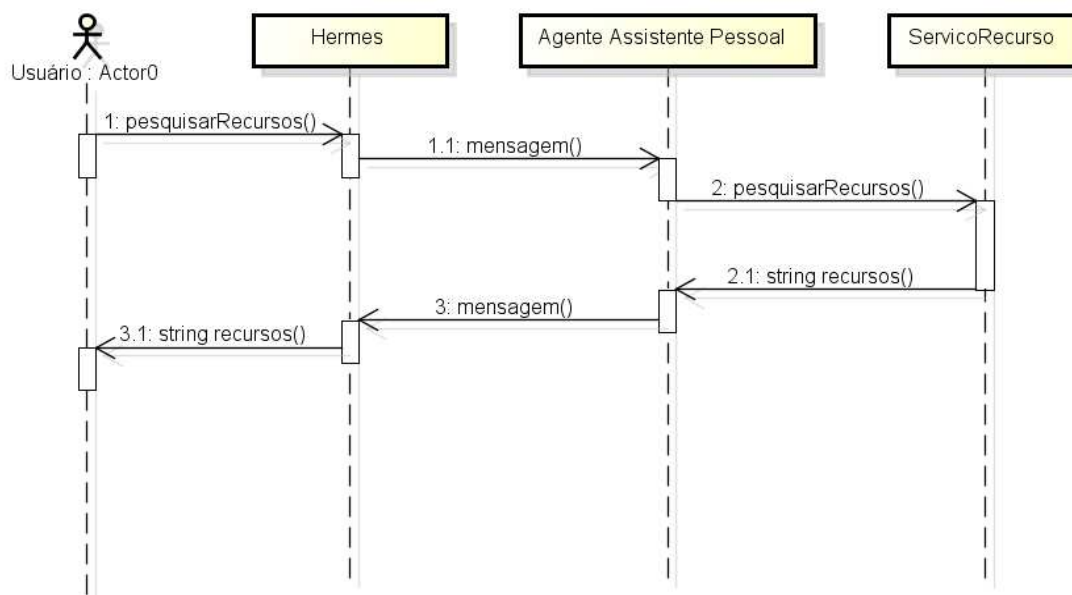 Hermes
Agente Assistente Pessoal
ServicoRecurso
Usuário : Actor0
1: pesquisarRecursos()
1.1: mensagem()
2: pesquisarRecursos()
2.1: string recursos()
3: mensagem()
3.1: string recursos()